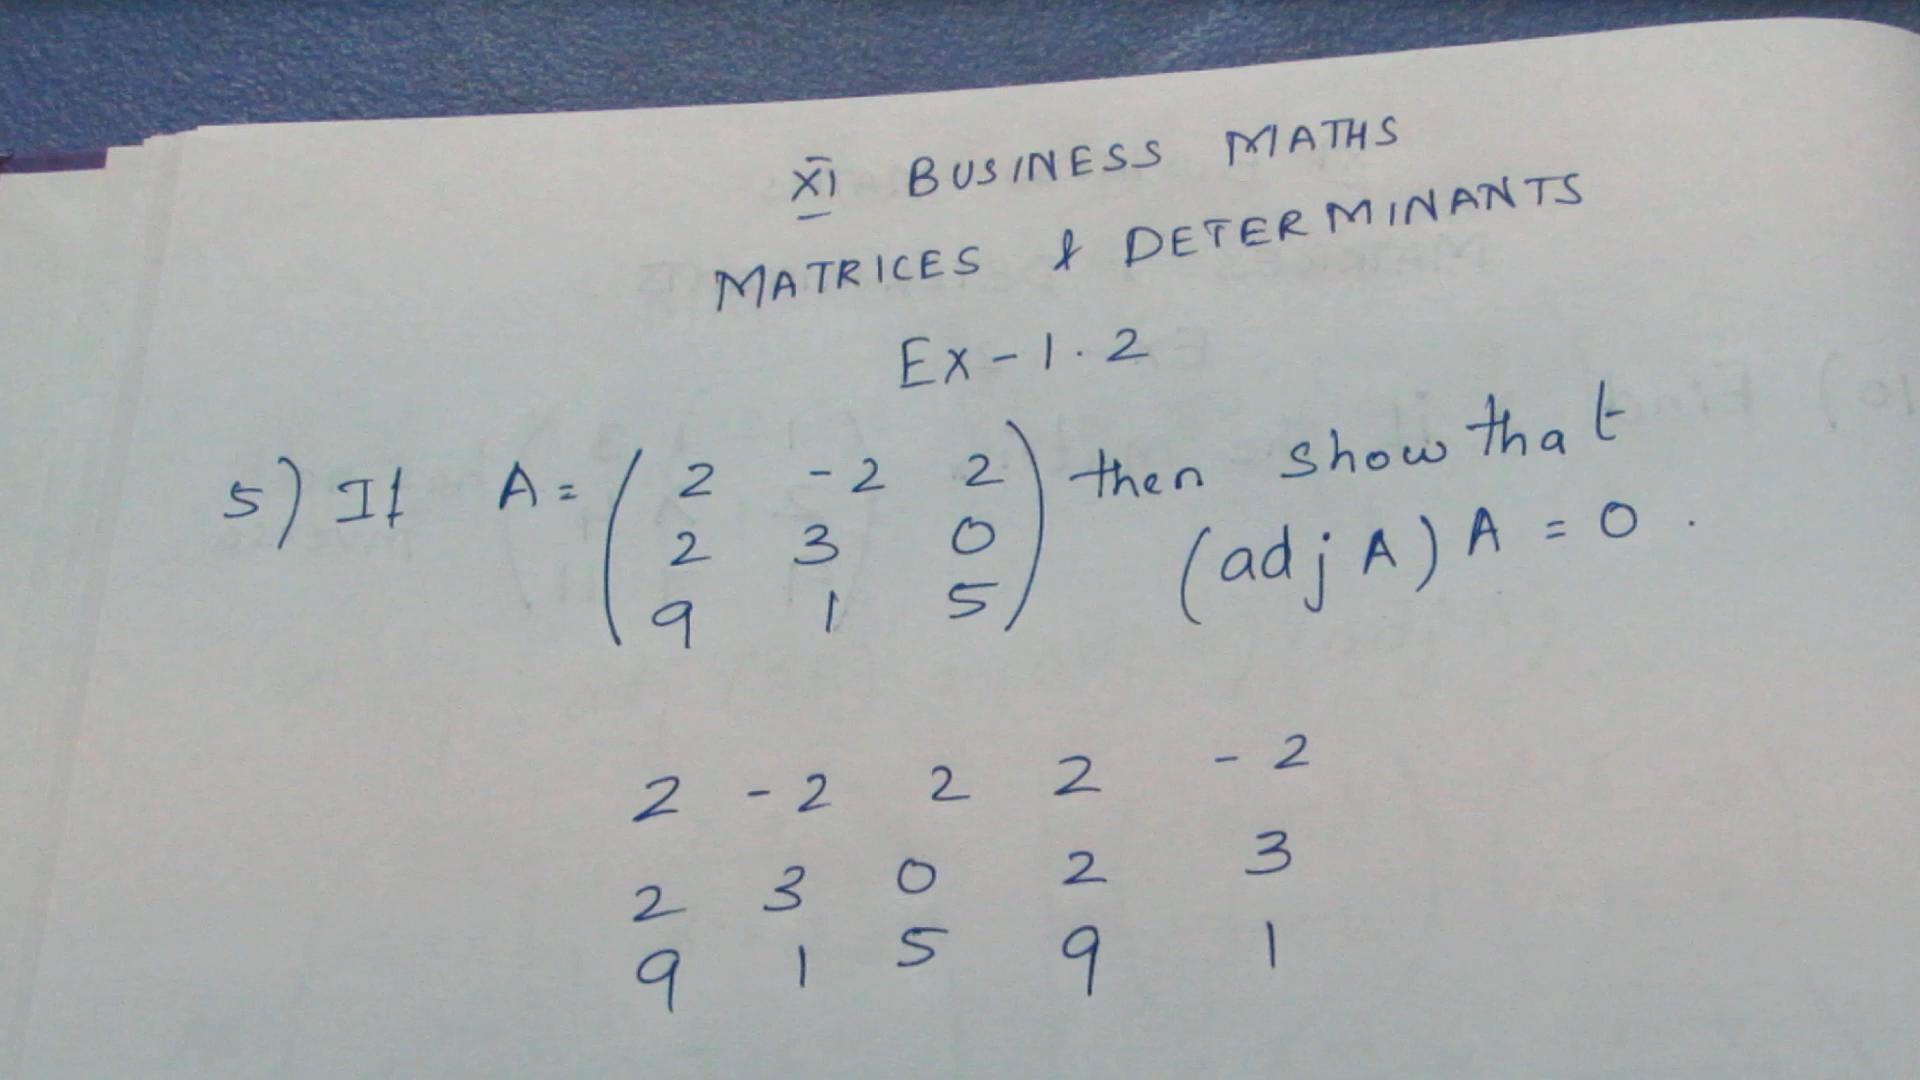 XI BUSINESS MATHS
MATRICES & DETERMINANTS
Ex-1.2
5) If A = ( 2 -2 2 ) then show that
2 3 0 (adj A) A = 0.
9 1 5
2 -2 2 2 -2
2 3 0 2 3
9 1 5 9 1